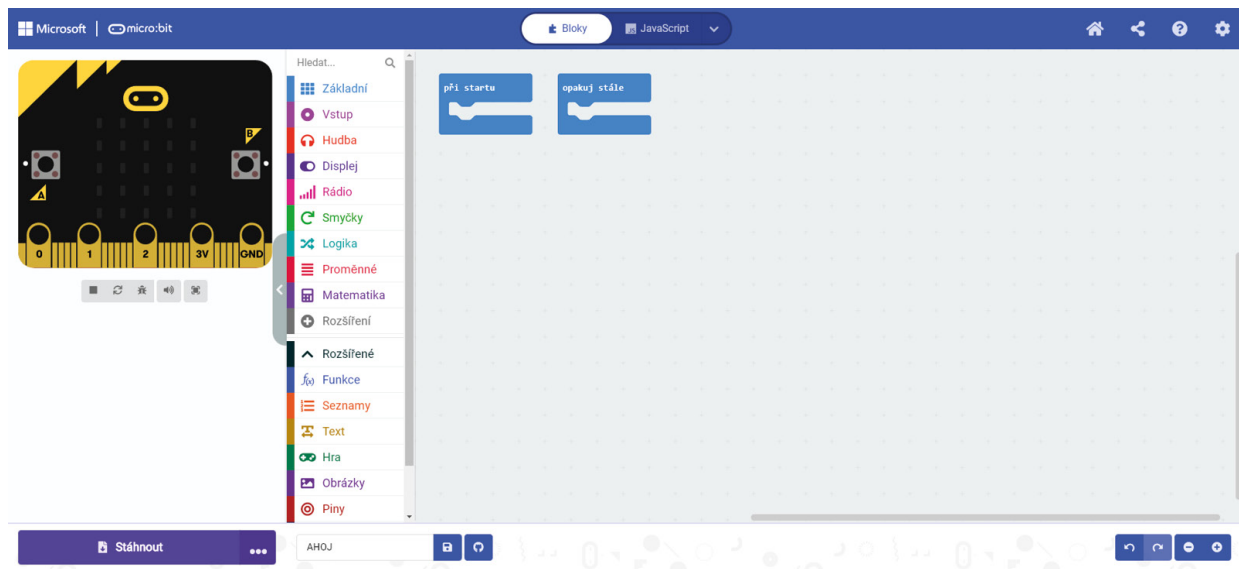 Microsoft micro:bit
Bloky
JavaScript
Hledat...
Základní
Vstup
Hudba
Displej
Rádio
Smyčky
Logika
Proměnné
Matematika
Rozšíření
Rozšířené
f(x) Funkce
Seznamy
Text
Hra
Obrázky
Piny
při startu
opakuj stále
B
A
0 1 2 3V GND
Stáhnout
AHOJ